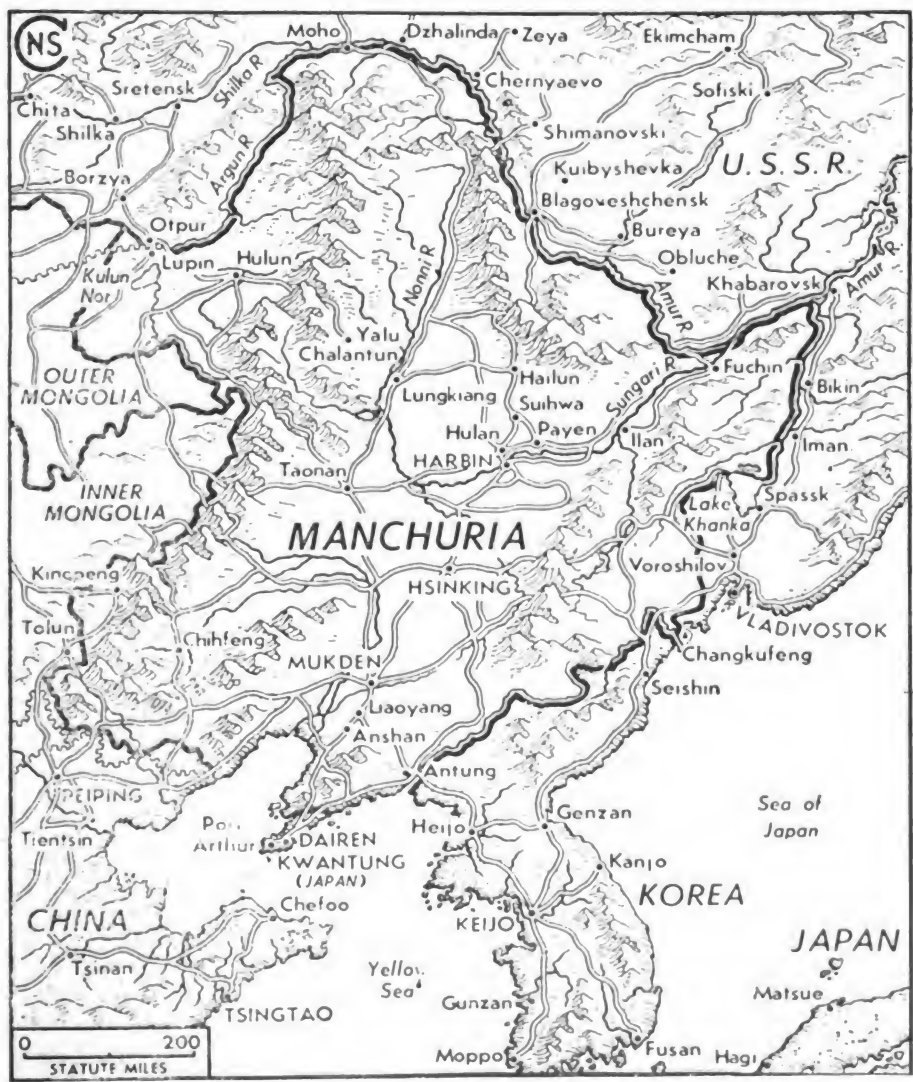 NS
Moho
Dzhalinda
Zeya
Ekimcham
Chita
Sretensk
Shilka R
Chernyaevo
Sofiski
Shilka
Argun R
Shimanovski
U.S.S.R.
Borzya
Kuibyshevka
Blagoveshchensk
Otpur
Bureya
Lupin
Hulun
Nonni R
Obluche
Amur R
Khabarovsk
Amur R.
Kulun
Nor
Yalu
Chalantun
Fuchin
OUTER
MONGOLIA
Lungkiang
Hailun
Sungari R
Bikin
Suihwa
Hulan
Payen
Ilan
Iman
HARBIN
Taonan
INNER
MONGOLIA
Lake
Khanka
Spassk
MANCHURIA
Voroshilov
Kingpeng
HSINKING
VLADIVOSTOK
Tolun
Chihfeng
Changkufeng
MUKDEN
Seishin
Liaoyang
Anshan
Antung
PEIPING
Port
Arthur
Heijo
Genzan
Sea of
Japan
Tientsin
DAIREN
KWANTUNG
(JAPAN)
Kanjo
KOREA
Chefoo
CHINA
KEIJO
JAPAN
Tsinan
Yellow
Sea
Matsue
Gunzan
TSINGTAO
0 200
STATUTE MILES
Moppo
Fusan
Hagi